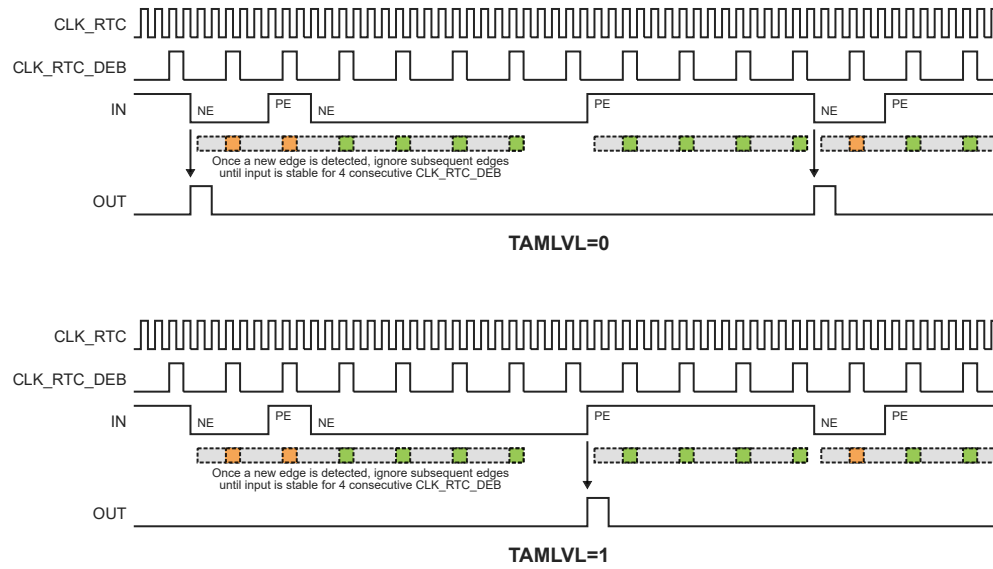 CLK_RTC
CLK_RTC_DEB
IN
NE
PE
NE
PE
NE
PE
Once a new edge is detected, ignore subsequent edges
until input is stable for 4 consecutive CLK_RTC_DEB
OUT
TAMLVL=0
CLK_RTC
CLK_RTC_DEB
IN
NE
PE
NE
PE
NE
PE
Once a new edge is detected, ignore subsequent edges
until input is stable for 4 consecutive CLK_RTC_DEB
OUT
TAMLVL=1